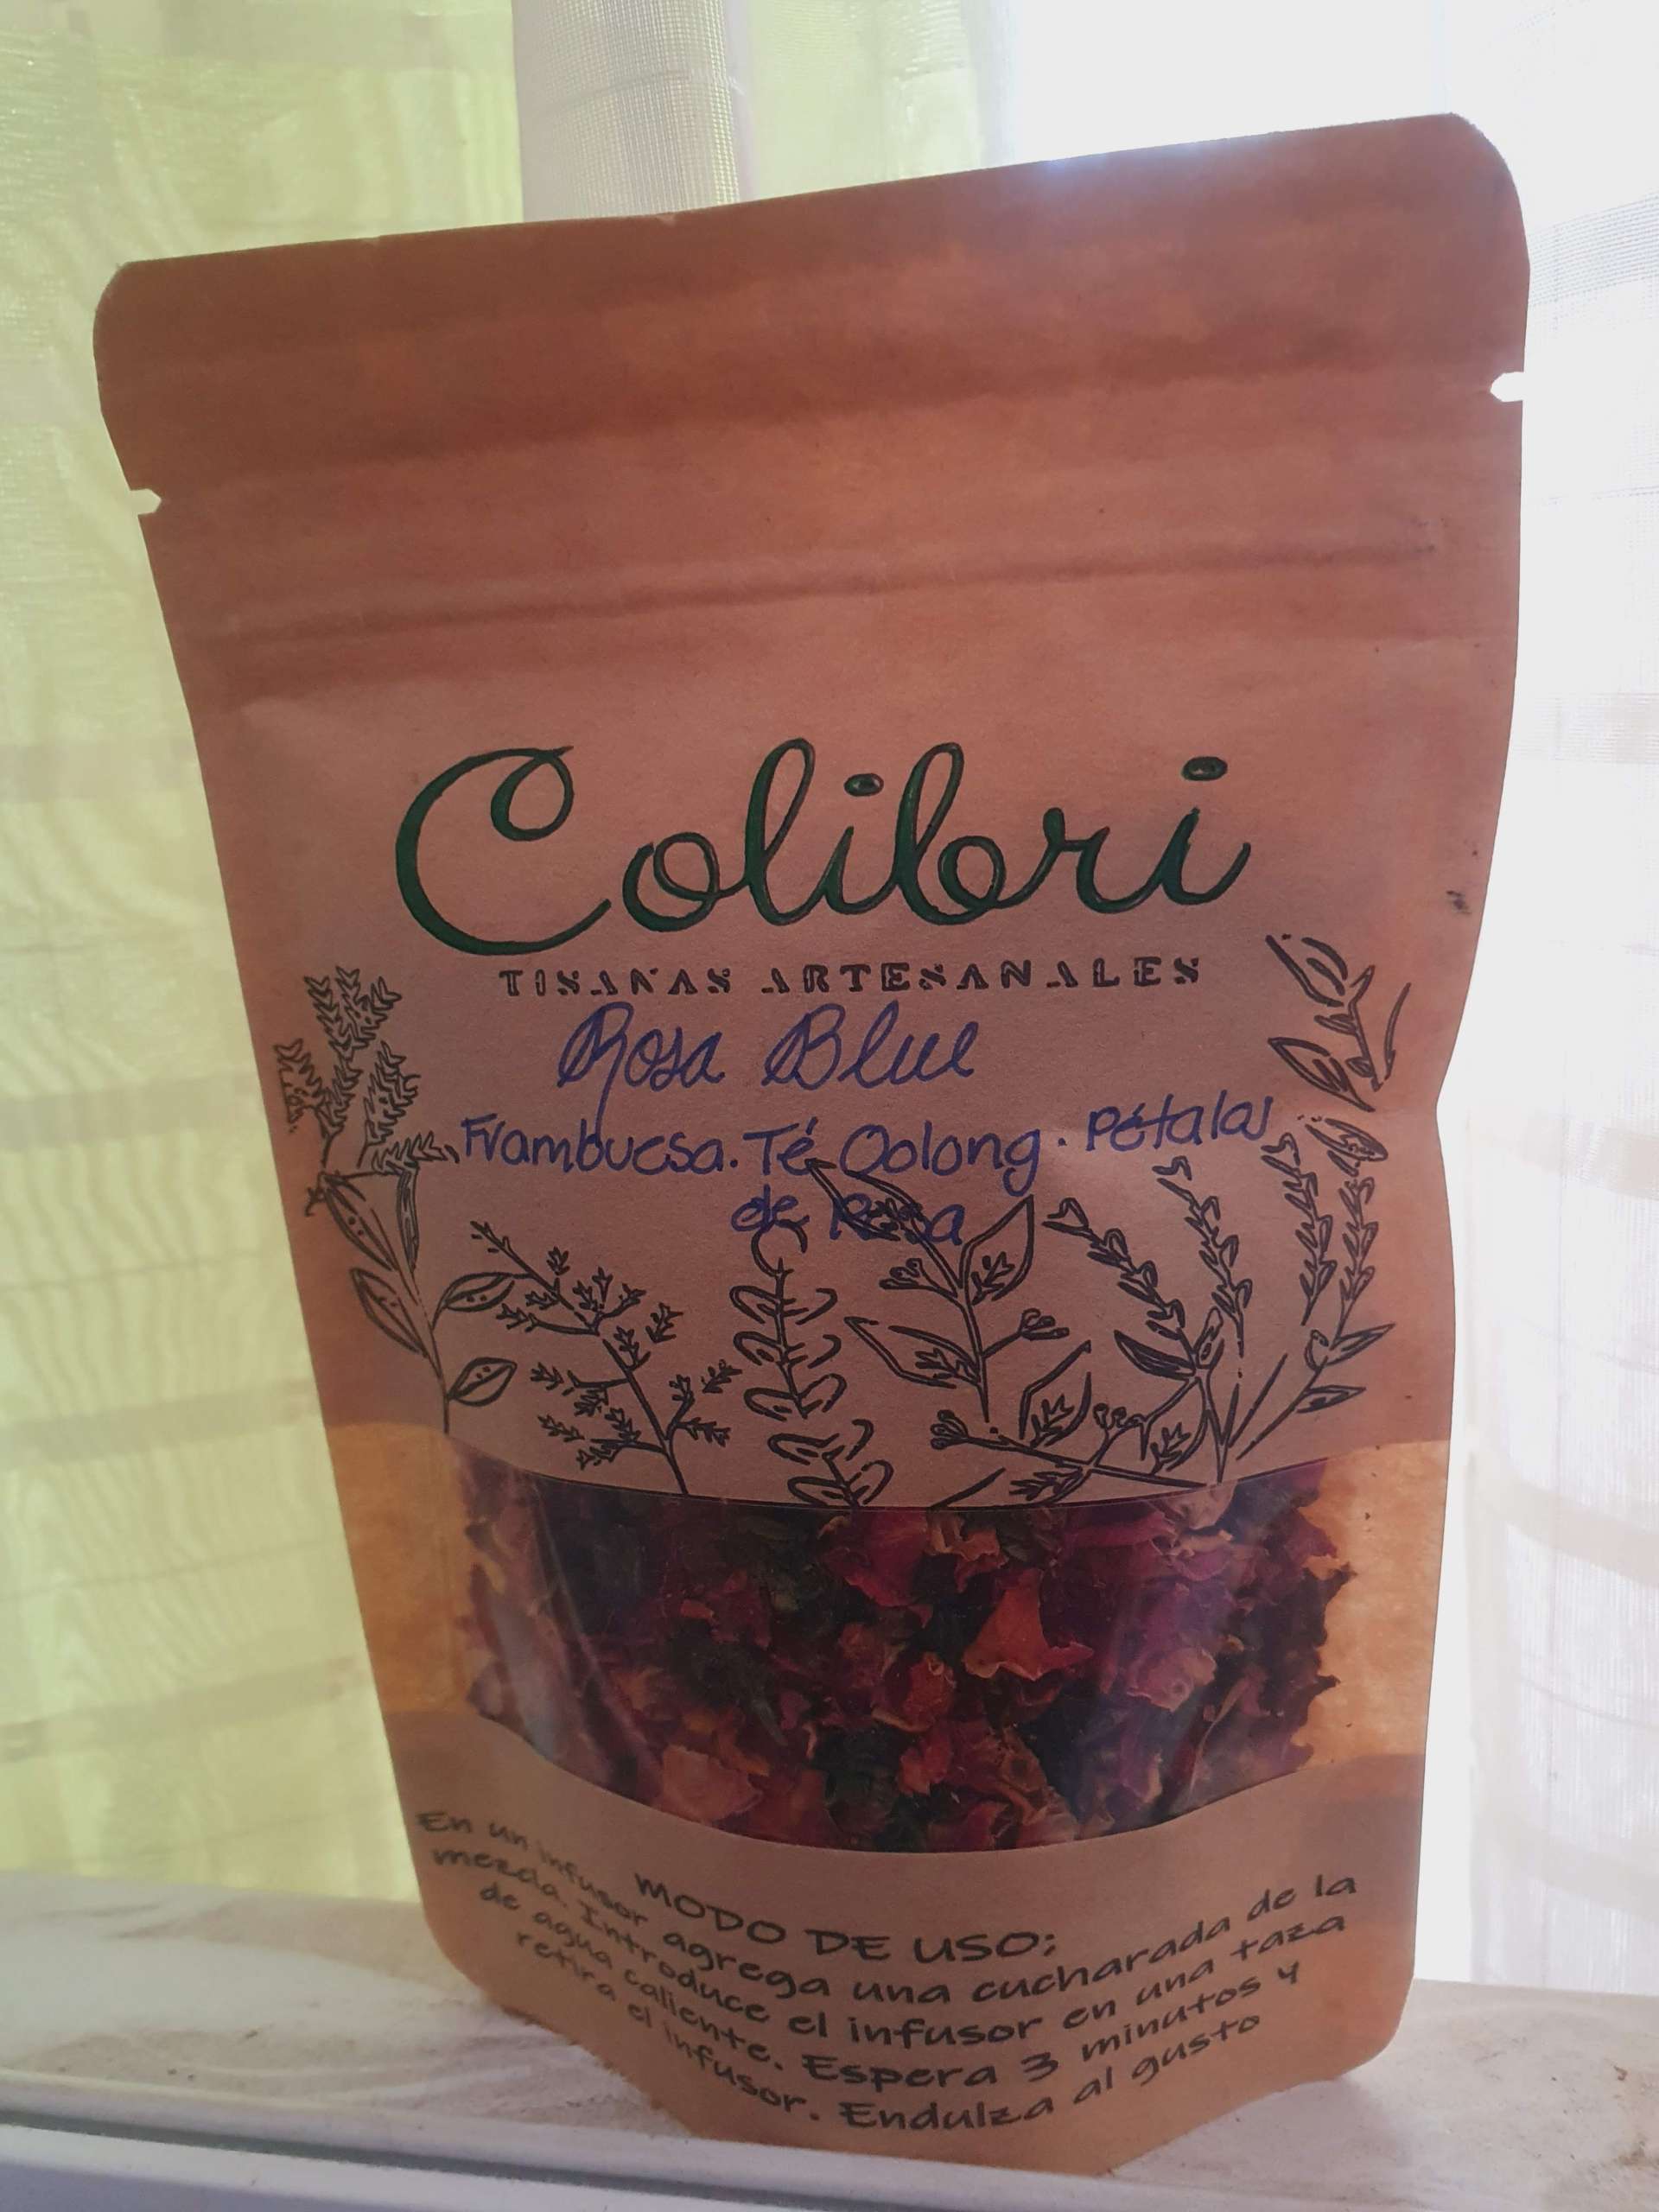 Colibri
TISANAS ARTESANALES
Rosa Blue
Frambuesa. Té Oolong. Pétalos
de Rosa
MODO DE USO:
En un infusor agrega una cucharada de la
mezcla. Introduce el infusor en una taza
de agua caliente. Espera 3 minutos y
retira el infusor. Endulza al gusto